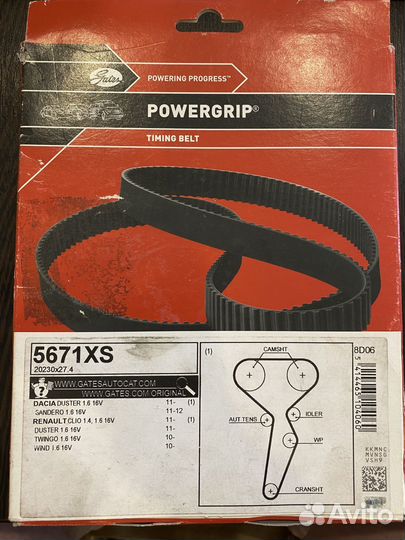 Gates
POWERING PROGRESS™
POWERGRIP®
TIMING BELT
5671XS
20230x27.4
WWW.GATESAUTOCAT.COM
WWW.GATES.COM/ORIGINAL
DACIA DUSTER 1.6 16V 11- (1)
SANDERO 1.6 16V 11-12
RENAULT CLIO 1.4, 1.6 16V 11- (1)
DUSTER 1.6 16V 11-
TWINGO 1.6 16V 10-
WIND 1.6 16V 10-
(1)
CAMSHT
AUT TENS
IDLER
WP
CRANSHT
8D06
KKMNC
MVNSG
VSH9
Avito